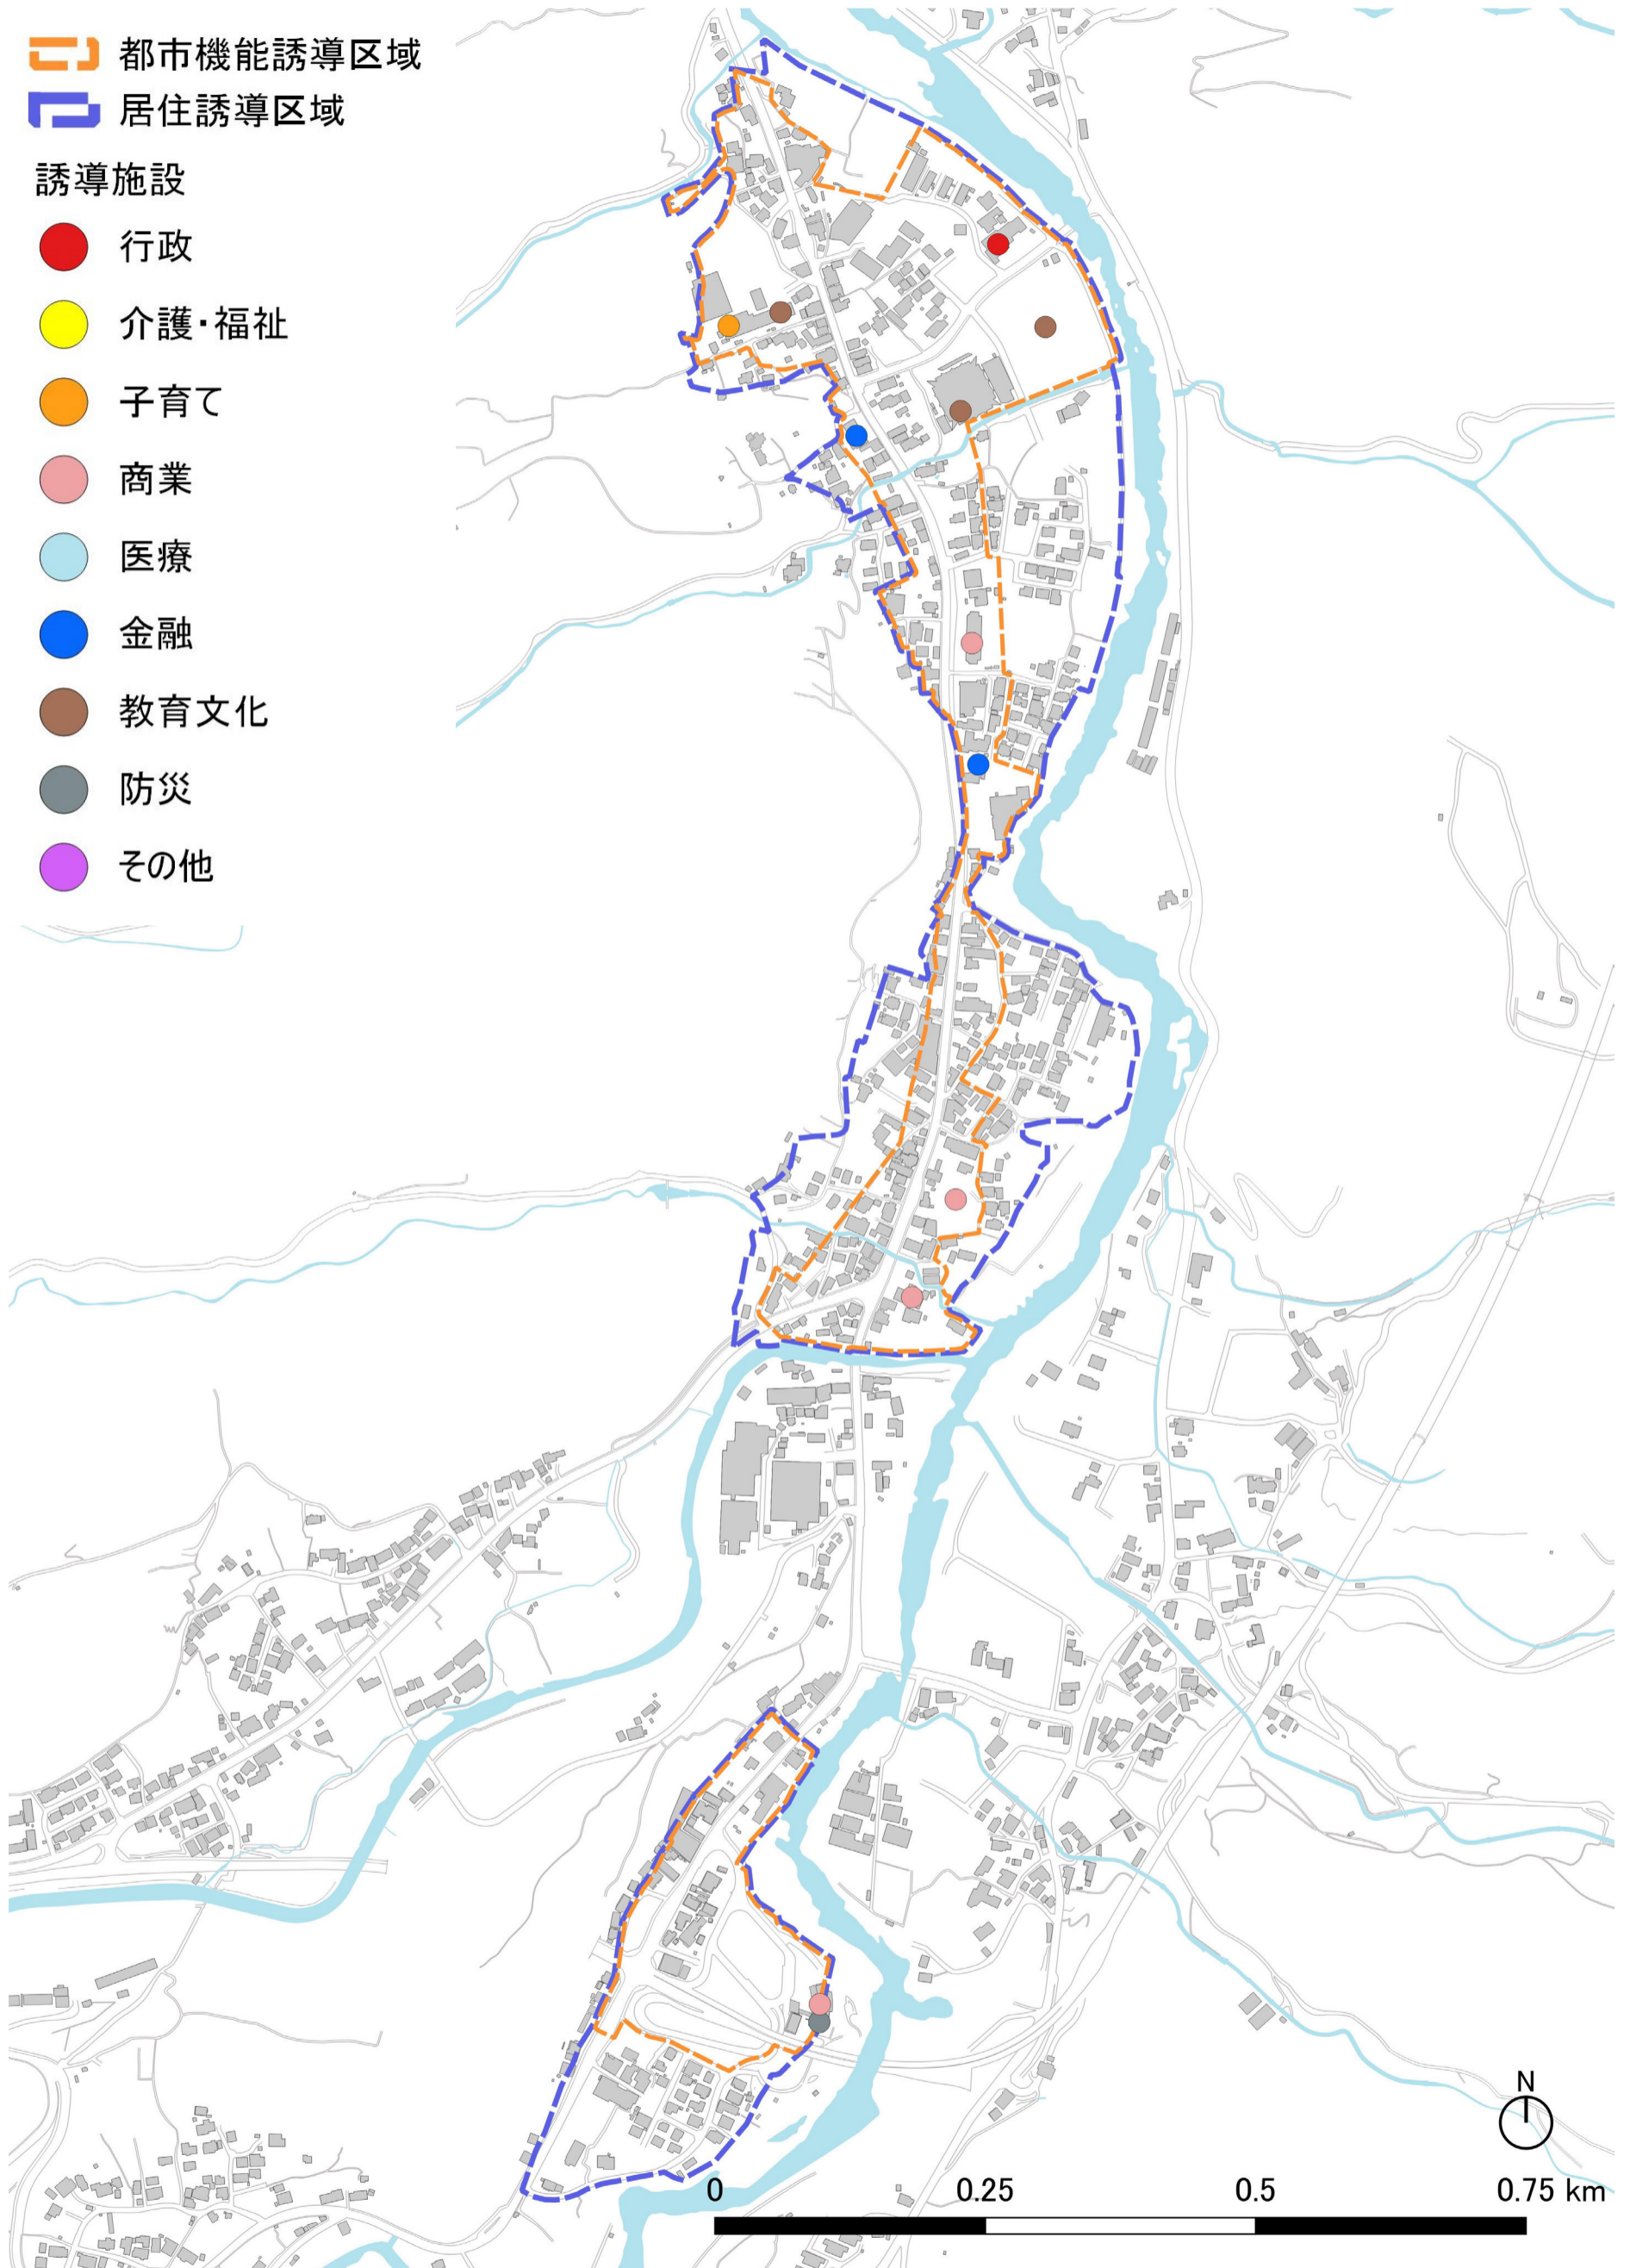 都市機能誘導区域
居住誘導区域
誘導施設
行政
介護・福祉
子育て
商業
医療
金融
教育文化
防災
その他
N
0 0.25 0.5 0.75 km